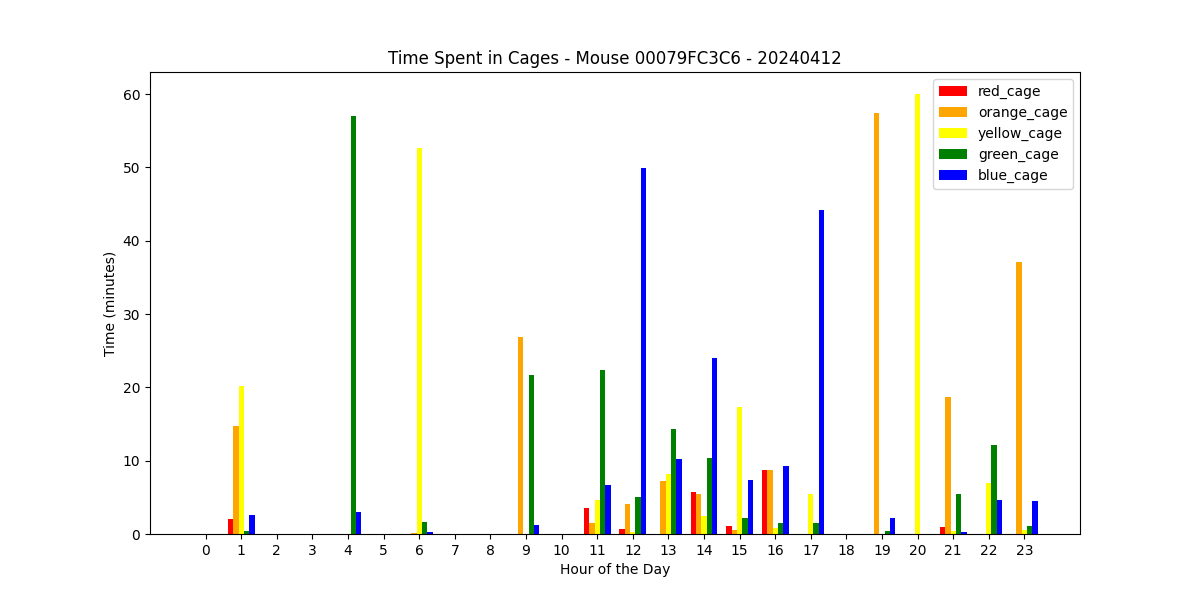 Time Spent in Cages - Mouse 00079FC3C6 - 20240412
red_cage
orange_cage
yellow_cage
green_cage
blue_cage
60
50
40
30
20
10
0
Time (minutes)
0 1 2 3 4 5 6 7 8 9 10 11 12 13 14 15 16 17 18 19 20 21 22 23
Hour of the Day